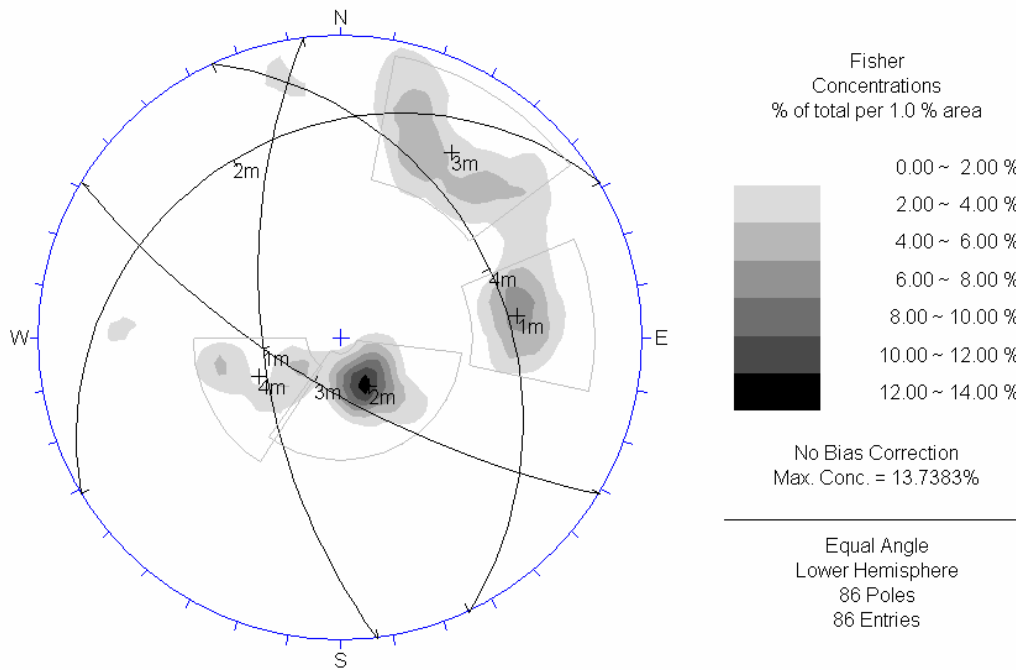 N
3m
2m
4m
1m
W
E
1m
4m
3m
2m
S
Fisher
Concentrations
% of total per 1.0 % area
0.00 ~ 2.00 %
2.00 ~ 4.00 %
4.00 ~ 6.00 %
6.00 ~ 8.00 %
8.00 ~ 10.00 %
10.00 ~ 12.00 %
12.00 ~ 14.00 %
No Bias Correction
Max. Conc. = 13.7383%
Equal Angle
Lower Hemisphere
86 Poles
86 Entries